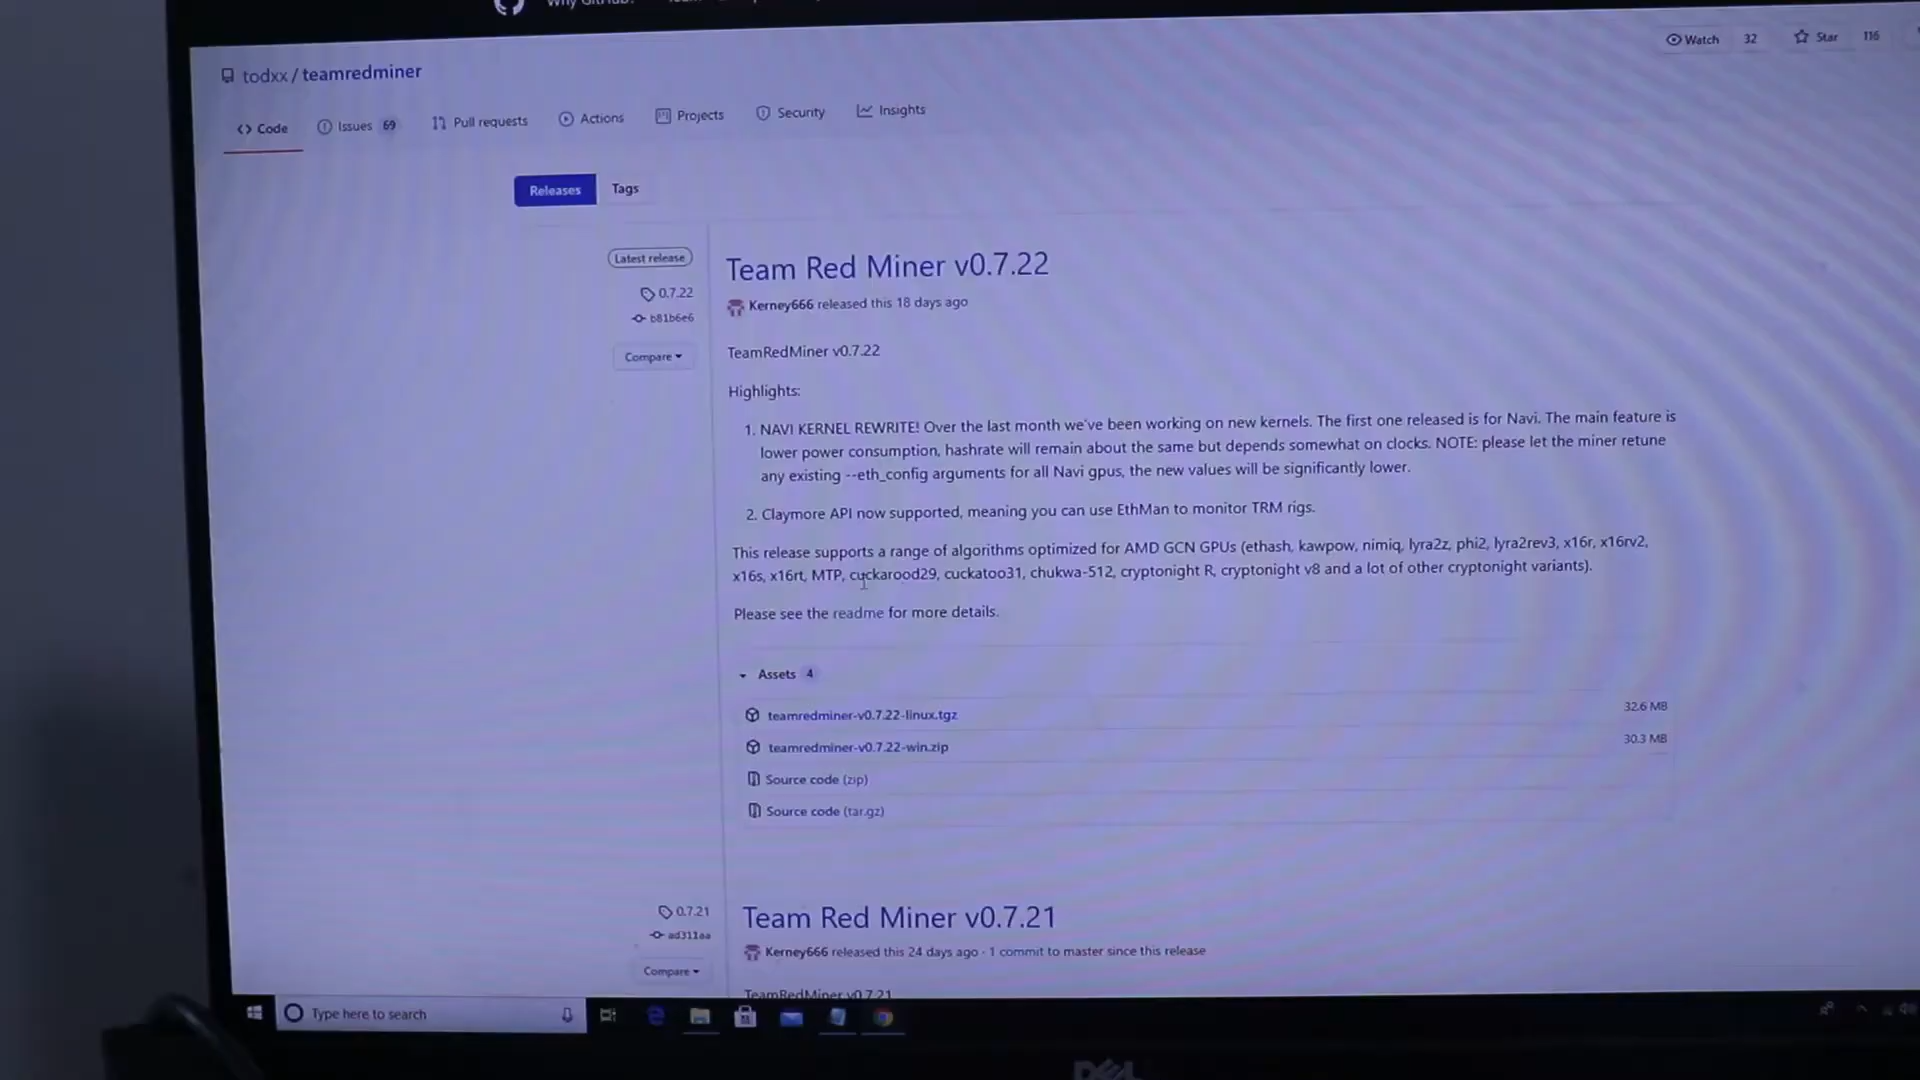 todxx / teamredminer
Watch 32 Star 116
Code Issues 69 Pull requests Actions Projects Security Insights
Releases Tags
Latest release
0.7.22
b81b6e6
Compare
Team Red Miner v0.7.22
Kerney666 released this 18 days ago
TeamRedMiner v0.7.22
Highlights:
1. NAVI KERNEL REWRITE! Over the last month we've been working on new kernels. The first one released is for Navi. The main feature is
lower power consumption, hashrate will remain about the same but depends somewhat on clocks. NOTE: please let the miner retune
any existing --eth_config arguments for all Navi gpus, the new values will be significantly lower.
2. Claymore API now supported, meaning you can use EthMan to monitor TRM rigs.
This release supports a range of algorithms optimized for AMD GCN GPUs (ethash, kawpow, nimiq, lyra2z, phi2, lyra2rev3, x16r, x16rv2,
x16s, x16rt, MTP, cuckarood29, cuckatoo31, chukwa-512, cryptonight R, cryptonight v8 and a lot of other cryptonight variants).
Please see the readme for more details.
Assets 4
teamredminer-v0.7.22-linux.tgz 32.6 MB
teamredminer-v0.7.22-win.zip 30.3 MB
Source code (zip)
Source code (tar.gz)
0.7.21
ad311aa
Compare
Team Red Miner v0.7.21
Kerney666 released this 24 days ago - 1 commit to master since this release
TeamRedMiner v0.7.21
Type here to search
DELL